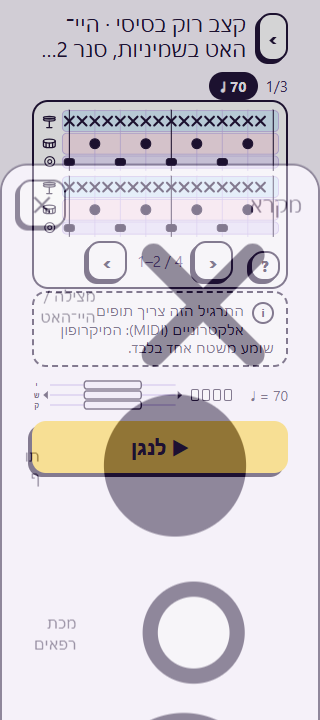 קצב רוק בסיסי · היי־
האט בשמיניות, סנר 2...
♩ 70
1/3
מקרא
1–2 / 4
?
מצילה /
היי־האט
התרגיל הזה צריך תופים
אלקטרוניים (MIDI): המיקרופון
שומע משטח אחד בלבד.
י
ש
ק
♩ = 70
▶ לנגן
תו
ף
מכת
רפאים